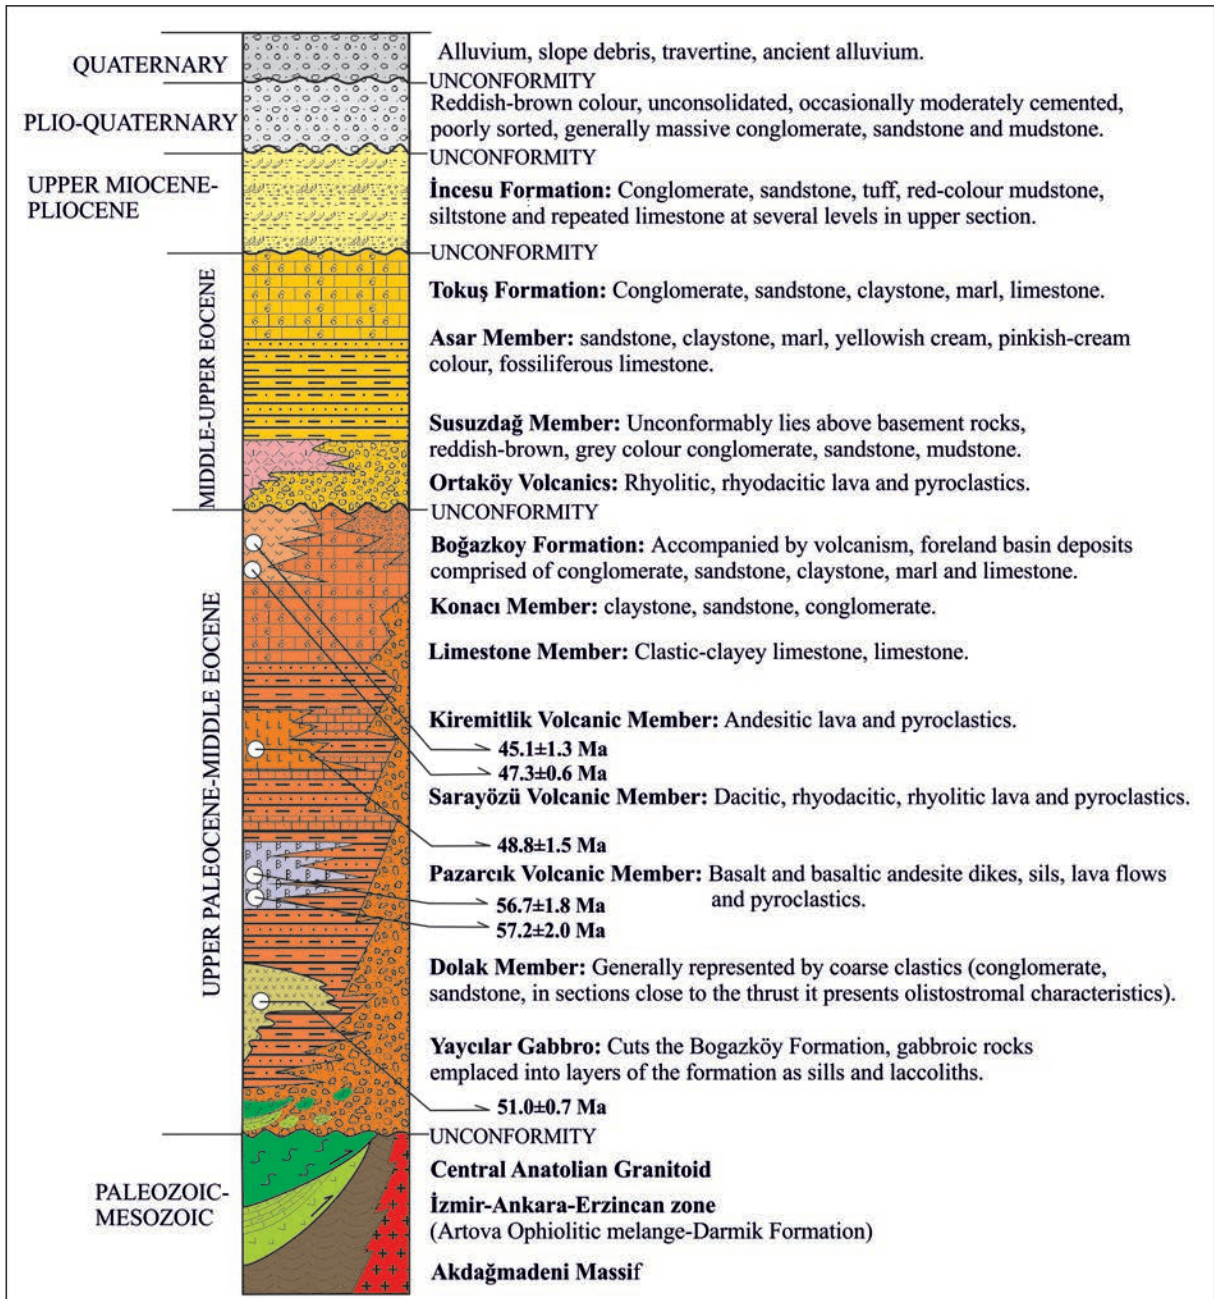 QUATERNARY
Alluvium, slope debris, travertine, ancient alluvium.
UNCONFORMITY
PLIO-QUATERNARY
Reddish-brown colour, unconsolidated, occasionally moderately cemented,
poorly sorted, generally massive conglomerate, sandstone and mudstone.
UNCONFORMITY
UPPER MIOCENE-
PLIOCENE
İncesu Formation: Conglomerate, sandstone, tuff, red-colour mudstone,
siltstone and repeated limestone at several levels in upper section.
UNCONFORMITY
MIDDLE-UPPER EOCENE
Tokuş Formation: Conglomerate, sandstone, claystone, marl, limestone.
Asar Member: sandstone, claystone, marl, yellowish cream, pinkish-cream
colour, fossiliferous limestone.
Susuzdağ Member: Unconformably lies above basement rocks,
reddish-brown, grey colour conglomerate, sandstone, mudstone.
Ortaköy Volcanics: Rhyolitic, rhyodacitic lava and pyroclastics.
UNCONFORMITY
UPPER PALEOCENE-MIDDLE EOCENE
Boğazkoy Formation: Accompanied by volcanism, foreland basin deposits
comprised of conglomerate, sandstone, claystone, marl and limestone.
Konacı Member: claystone, sandstone, conglomerate.
Limestone Member: Clastic-clayey limestone, limestone.
Kiremitlik Volcanic Member: Andesitic lava and pyroclastics.
45.1±1.3 Ma
47.3±0.6 Ma
Sarayözü Volcanic Member: Dacitic, rhyodacitic, rhyolitic lava and pyroclastics.
48.8±1.5 Ma
Pazarcık Volcanic Member: Basalt and basaltic andesite dikes, sils, lava flows
and pyroclastics.
56.7±1.8 Ma
57.2±2.0 Ma
Dolak Member: Generally represented by coarse clastics (conglomerate,
sandstone, in sections close to the thrust it presents olistostromal characteristics).
Yaycılar Gabbro: Cuts the Bogazköy Formation, gabbroic rocks
emplaced into layers of the formation as sills and laccoliths.
51.0±0.7 Ma
UNCONFORMITY
PALEOZOIC-
MESOZOIC
Central Anatolian Granitoid
İzmir-Ankara-Erzincan zone
(Artova Ophiolitic melange-Darmik Formation)
Akdağmadeni Massif